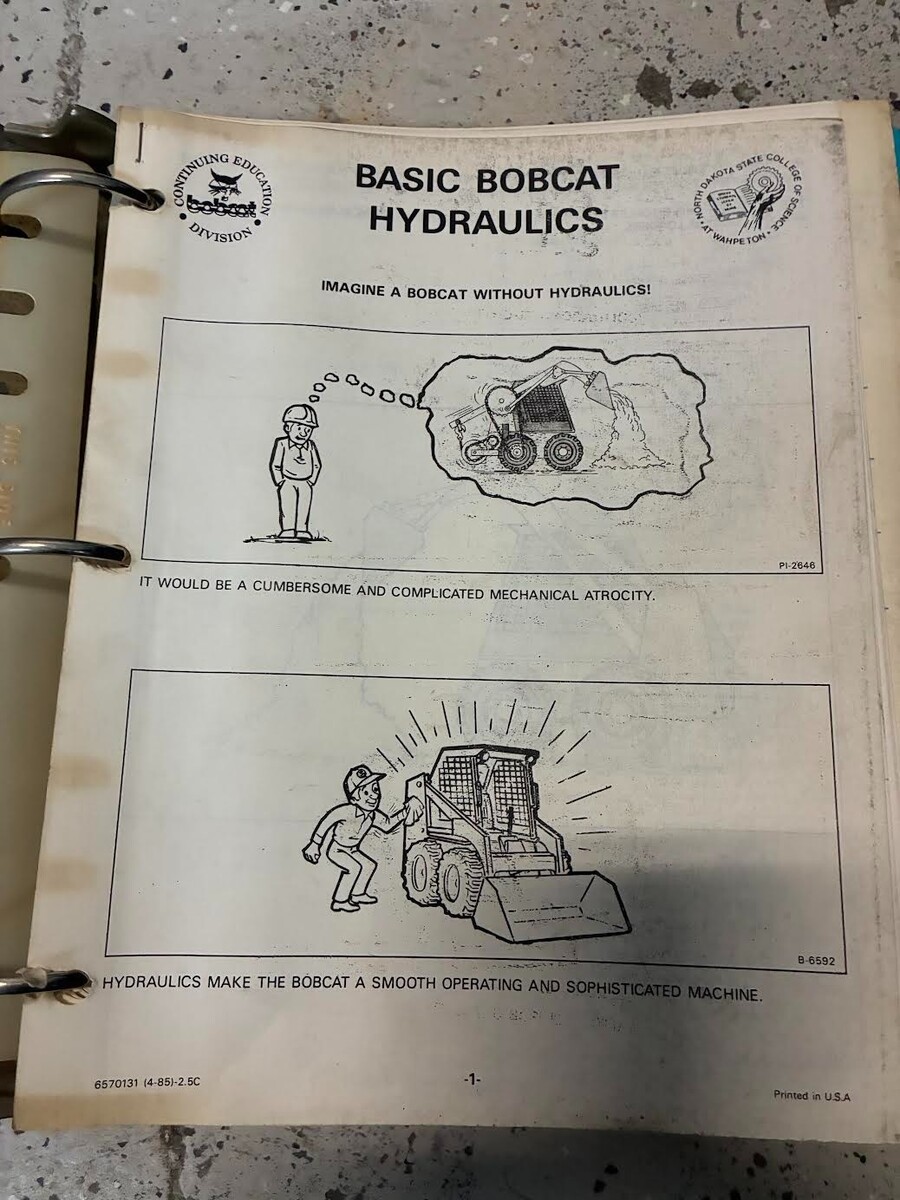 CONTINUING EDUCATION
bobcat
DIVISION
BASIC BOBCAT
HYDRAULICS
NORTH DAKOTA STATE COLLEGE OF SCIENCE
AT WAHPETON
IMAGINE A BOBCAT WITHOUT HYDRAULICS!
PI-2646
IT WOULD BE A CUMBERSOME AND COMPLICATED MECHANICAL ATROCITY.
B-6592
HYDRAULICS MAKE THE BOBCAT A SMOOTH OPERATING AND SOPHISTICATED MACHINE.
6570131 (4-85)-2.5C
-1-
Printed in U.S.A